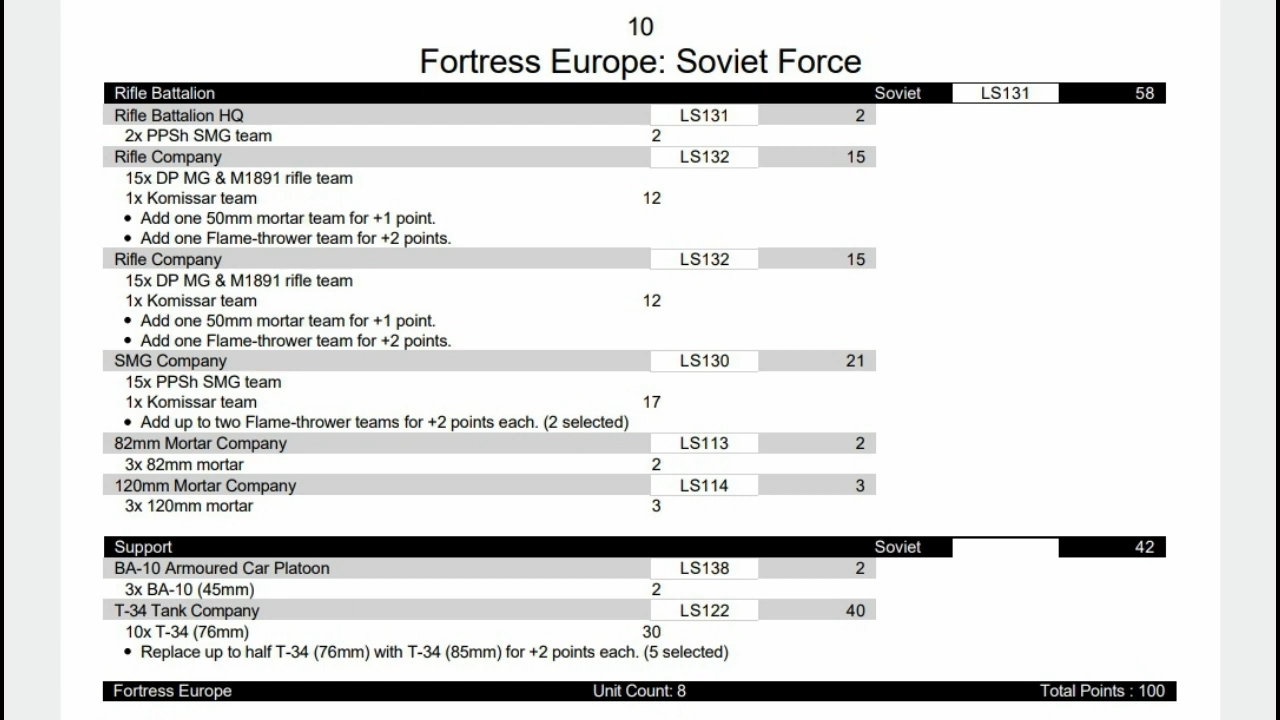 10
Fortress Europe: Soviet Force
Rifle Battalion Soviet LS131 58
Rifle Battalion HQ LS131 2
2x PPSh SMG team 2
Rifle Company LS132 15
15x DP MG & M1891 rifle team
1x Komissar team 12
• Add one 50mm mortar team for +1 point.
• Add one Flame-thrower team for +2 points.
Rifle Company LS132 15
15x DP MG & M1891 rifle team
1x Komissar team 12
• Add one 50mm mortar team for +1 point.
• Add one Flame-thrower team for +2 points.
SMG Company LS130 21
15x PPSh SMG team
1x Komissar team 17
• Add up to two Flame-thrower teams for +2 points each. (2 selected)
82mm Mortar Company LS113 2
3x 82mm mortar 2
120mm Mortar Company LS114 3
3x 120mm mortar 3
Support Soviet 42
BA-10 Armoured Car Platoon LS138 2
3x BA-10 (45mm) 2
T-34 Tank Company LS122 40
10x T-34 (76mm) 30
• Replace up to half T-34 (76mm) with T-34 (85mm) for +2 points each. (5 selected)
Fortress Europe Unit Count: 8 Total Points : 100